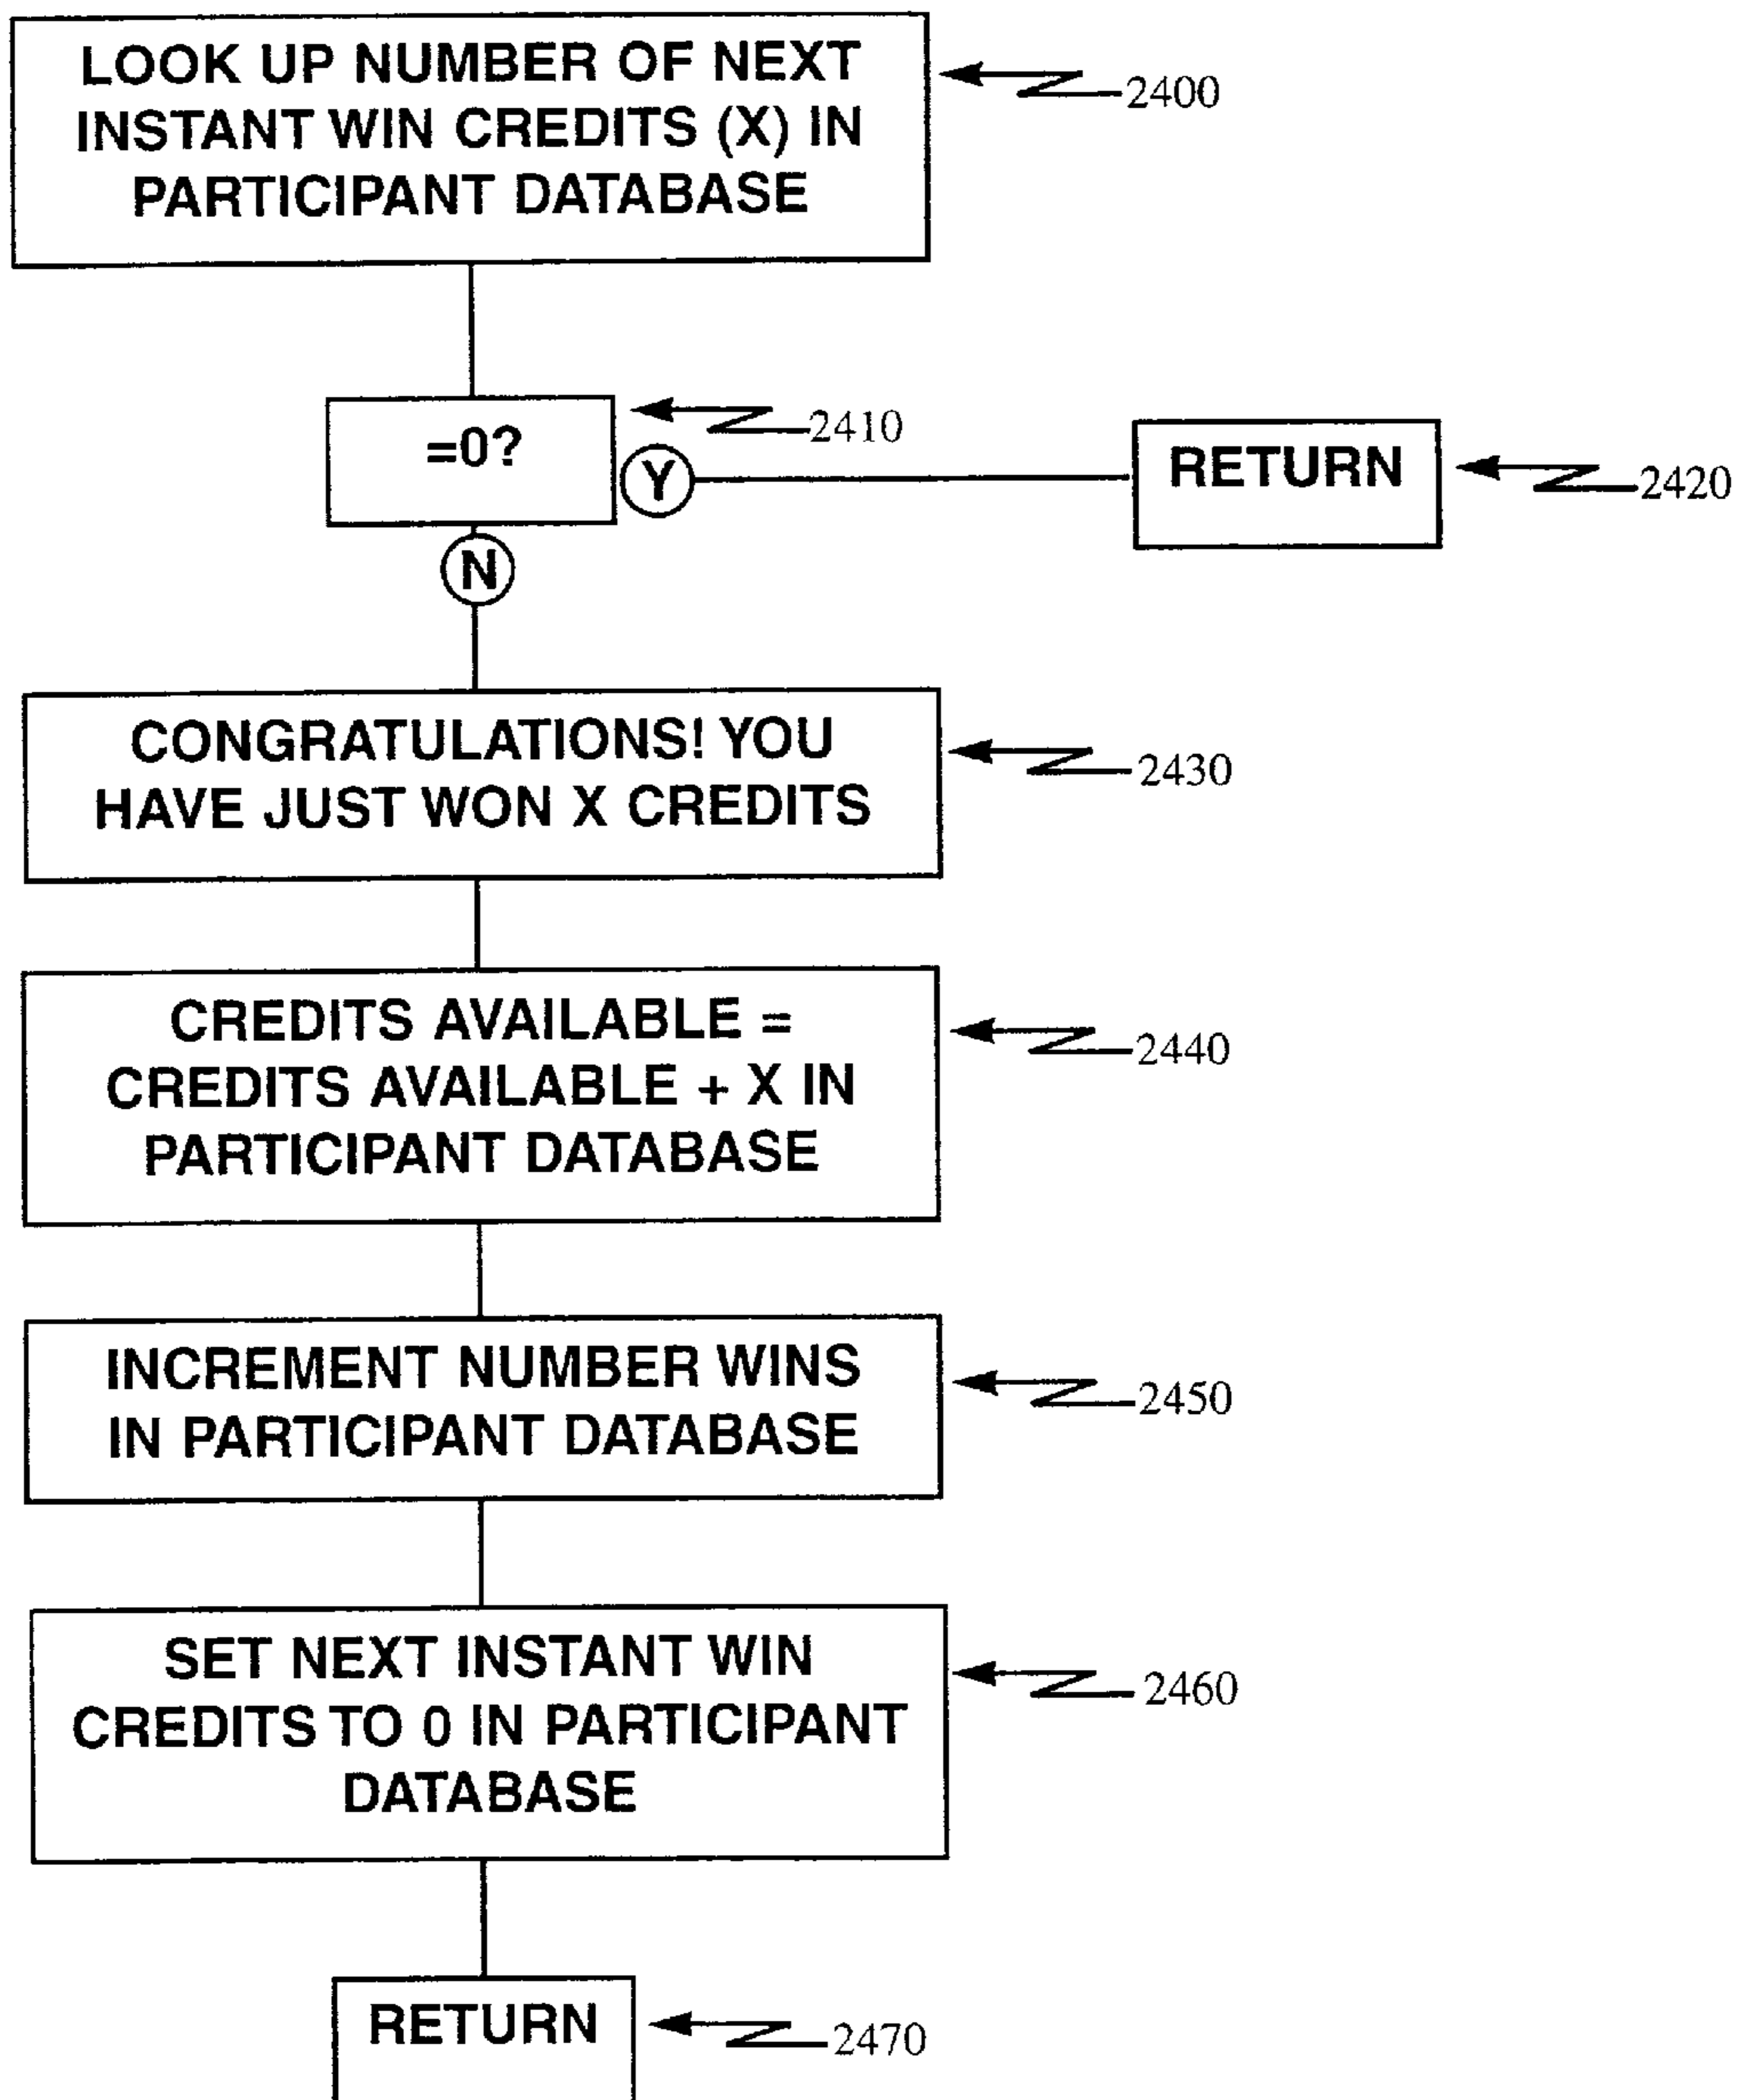 LOOK UP NUMBER OF NEXT
INSTANT WIN CREDITS (X) IN
PARTICIPANT DATABASE
2400
=0?
2410
Y
RETURN
2420
N
CONGRATULATIONS! YOU
HAVE JUST WON X CREDITS
2430
CREDITS AVAILABLE =
CREDITS AVAILABLE + X IN
PARTICIPANT DATABASE
2440
INCREMENT NUMBER WINS
IN PARTICIPANT DATABASE
2450
SET NEXT INSTANT WIN
CREDITS TO 0 IN PARTICIPANT
DATABASE
2460
RETURN
2470